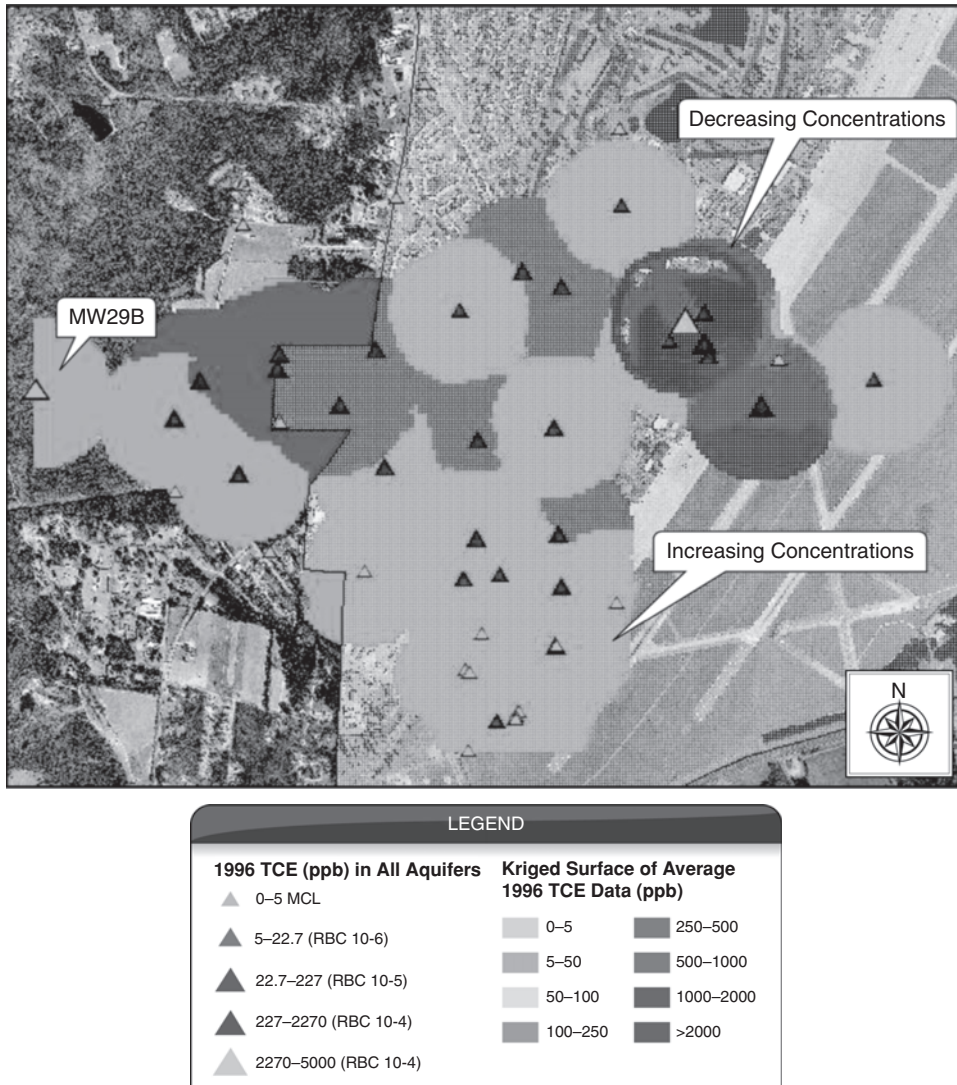 Decreasing Concentrations
MW29B
Increasing Concentrations
N
LEGEND
1996 TCE (ppb) in All Aquifers
0–5 MCL
5–22.7 (RBC 10-6)
22.7–227 (RBC 10-5)
227–2270 (RBC 10-4)
2270–5000 (RBC 10-4)
Kriged Surface of Average
1996 TCE Data (ppb)
0–5
5–50
50–100
100–250
250–500
500–1000
1000–2000
>2000